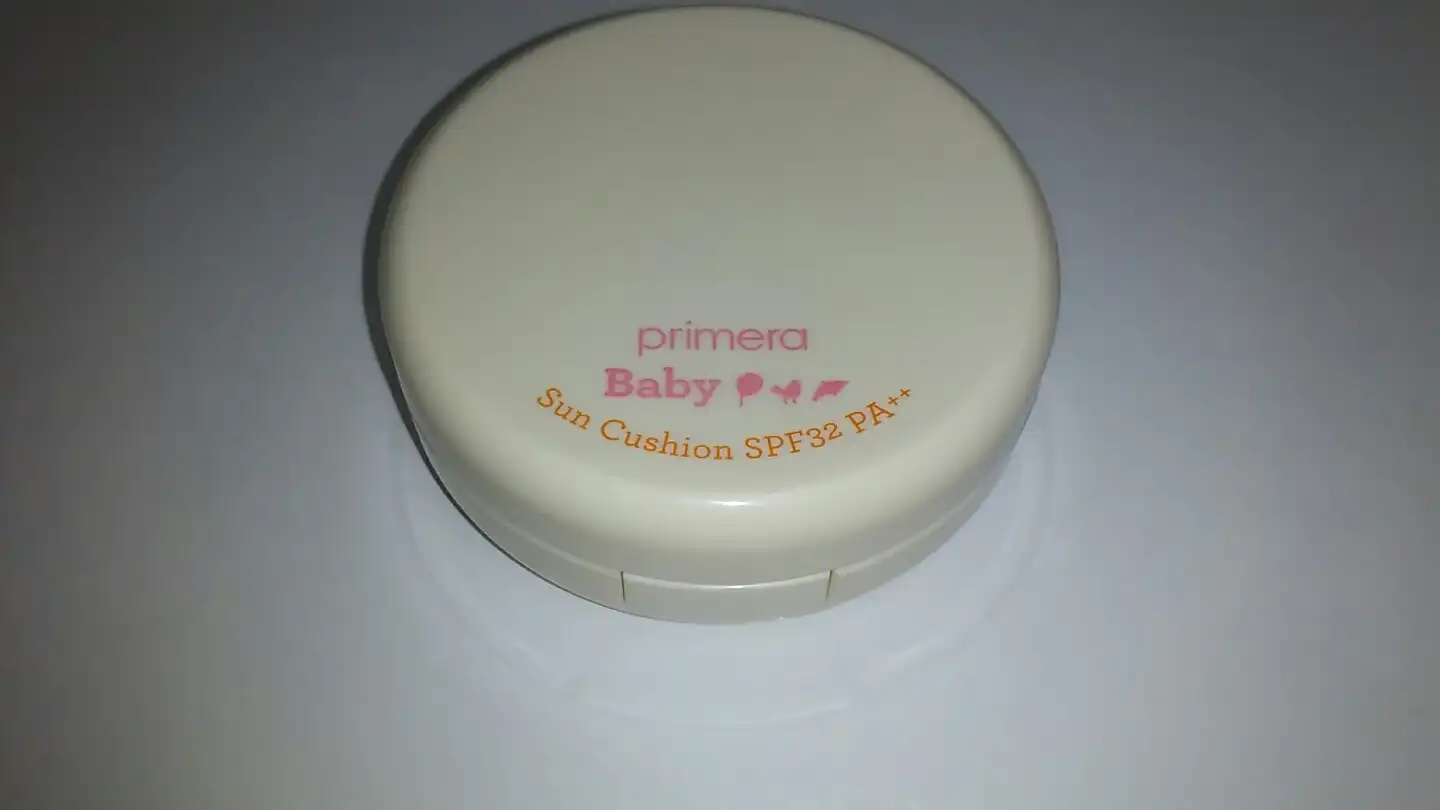 primera
Baby
Sun Cushion SPF32 PA++